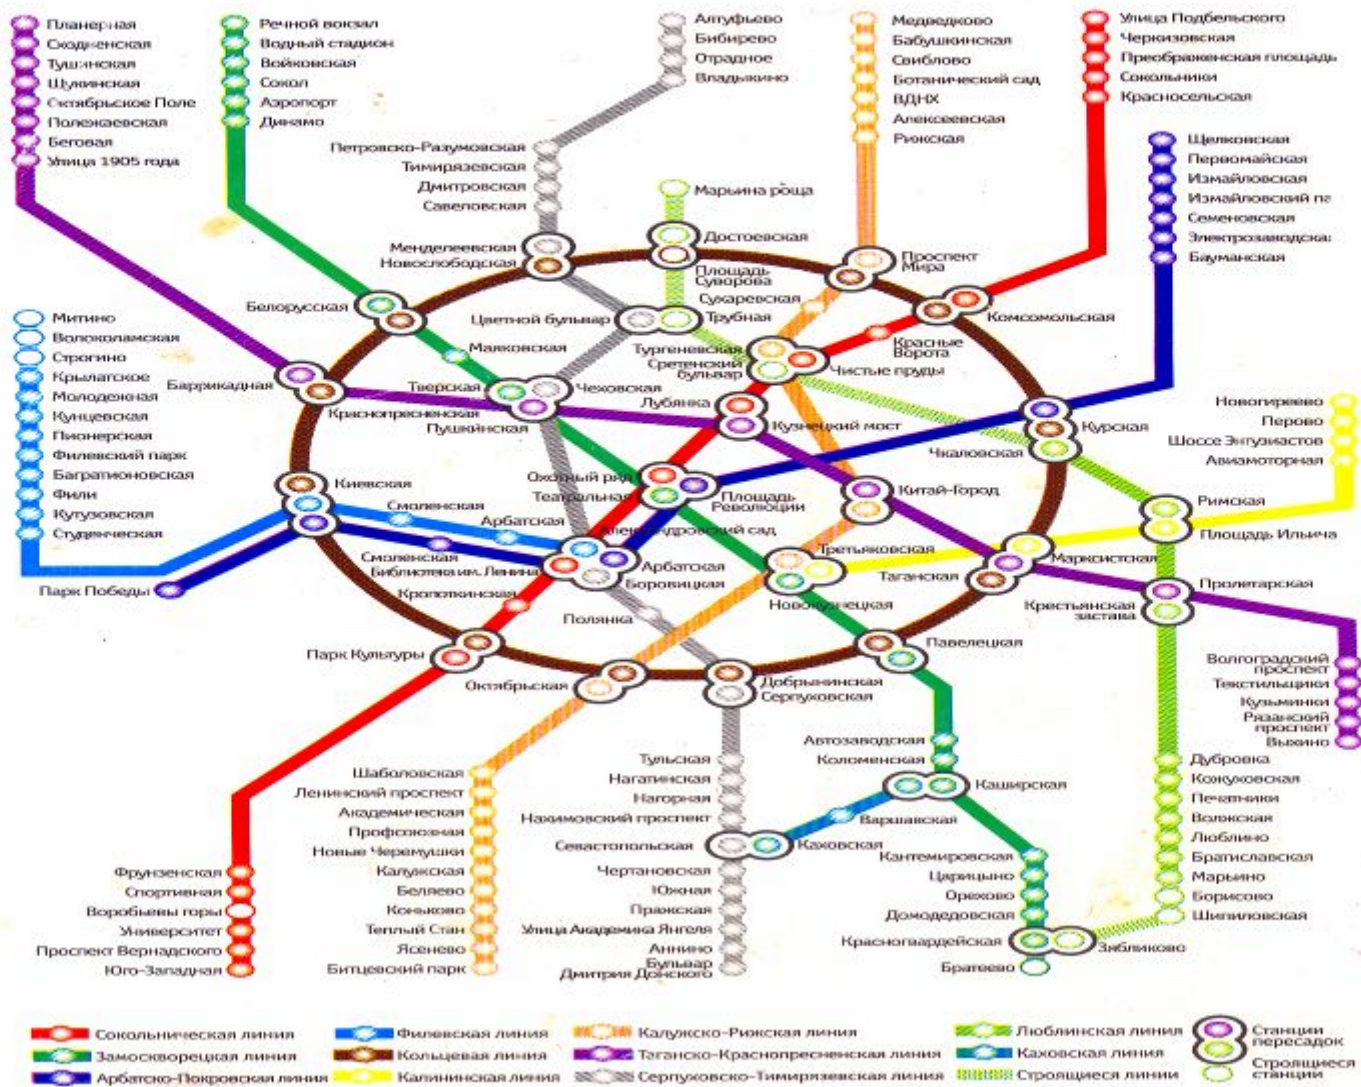 Планерная
Сходненская
Тушинская
Щукинская
Октябрьское Поле
Полежаевская
Беговая
Улица 1905 года
Речной вокзал
Водный стадион
Войковская
Сокол
Аэропорт
Динамо
Алтуфьево
Бибирево
Отрадное
Владыкино
Петровско-Разумовская
Тимирязевская
Дмитровская
Савеловская
Менделеевская
Новослободская
Марьина роща
Достоевская
Площадь
Суворова
Медведково
Бабушкинская
Свиблово
Ботанический сад
ВДНХ
Алексеевская
Рижская
Проспект
Мира
Сухаревская
Улица Подбельского
Черкизовская
Преображенская площадь
Сокольники
Красносельская
Комсомольская
Красные
Ворота
Чистые пруды
Щелковская
Первомайская
Измайловская
Измайловский па
Семеновская
Электрозаводска
Бауманская
Белорусская
Маяковская
Тверская
Цветной бульвар
Трубная
Тургеневская
Сретенский
бульвар
Чеховская
Баррикадная
Краснопресненская
Пушкинская
Лубянка
Кузнецкий мост
Курская
Чкаловская
Митино
Волоколамская
Строгино
Крылатское
Молодежная
Кунцевская
Пионерская
Филевский парк
Багратионовская
Фили
Кутузовская
Студенческая
Парк Победы
Киевская
Смоленская
Арбатская
Александровский сад
Смоленская
Библиотека им. Ленина
Арбатская
Боровицкая
Кропоткинская
Полянка
Охотный ряд
Театральная
Площадь
Революции
Китай-Город
Третьяковская
Новокузнецкая
Новогиреево
Перово
Шоссе Энтузиастов
Авиамоторная
Римская
Площадь Ильича
Марксистская
Таганская
Крестьянская
застава
Пролетарская
Волгоградский
проспект
Текстильщики
Кузьминки
Рязанский
проспект
Выхино
Парк Культуры
Октябрьская
Добрынинская
Серпуховская
Павелецкая
Автозаводская
Коломенская
Каширская
Варшавская
Севастопольская
Каховская
Фрунзенская
Спортивная
Воробьевы горы
Университет
Проспект Вернадского
Юго-Западная
Шаболовская
Ленинский проспект
Академическая
Профсоюзная
Новые Черемушки
Калужская
Беляево
Коньково
Теплый Стан
Ясенево
Битцевский парк
Тульская
Нагатинская
Нагорная
Нахимовский проспект
Чертановская
Южная
Пражская
Улица Академика Янгеля
Аннино
Бульвар
Дмитрия Донского
Кантемировская
Царицыно
Орехово
Домодедовская
Красногвардейская
Братеево
Дубровка
Кожуховская
Печатники
Волжская
Люблино
Братиславская
Марьино
Борисово
Шипиловская
Зябликово
Сокольническая линия
Замоскворецкая линия
Арбатско-Покровская линия
Филевская линия
Кольцевая линия
Калининская линия
Калужско-Рижская линия
Таганско-Краснопресненская линия
Серпуховско-Тимирязевская линия
Люблинская линия
Каховская линия
Строящиеся линии
Станции
пересадок
Строящиеся
станции